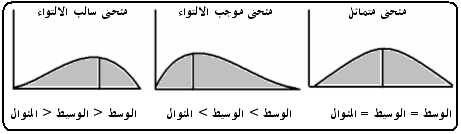 منحنى متماثل
منحنى موجب الالتواء
منحنى سالب الالتواء
الوسط = الوسيط = المنوال
الوسط > الوسيط > المنوال
الوسط < الوسيط < المنوال